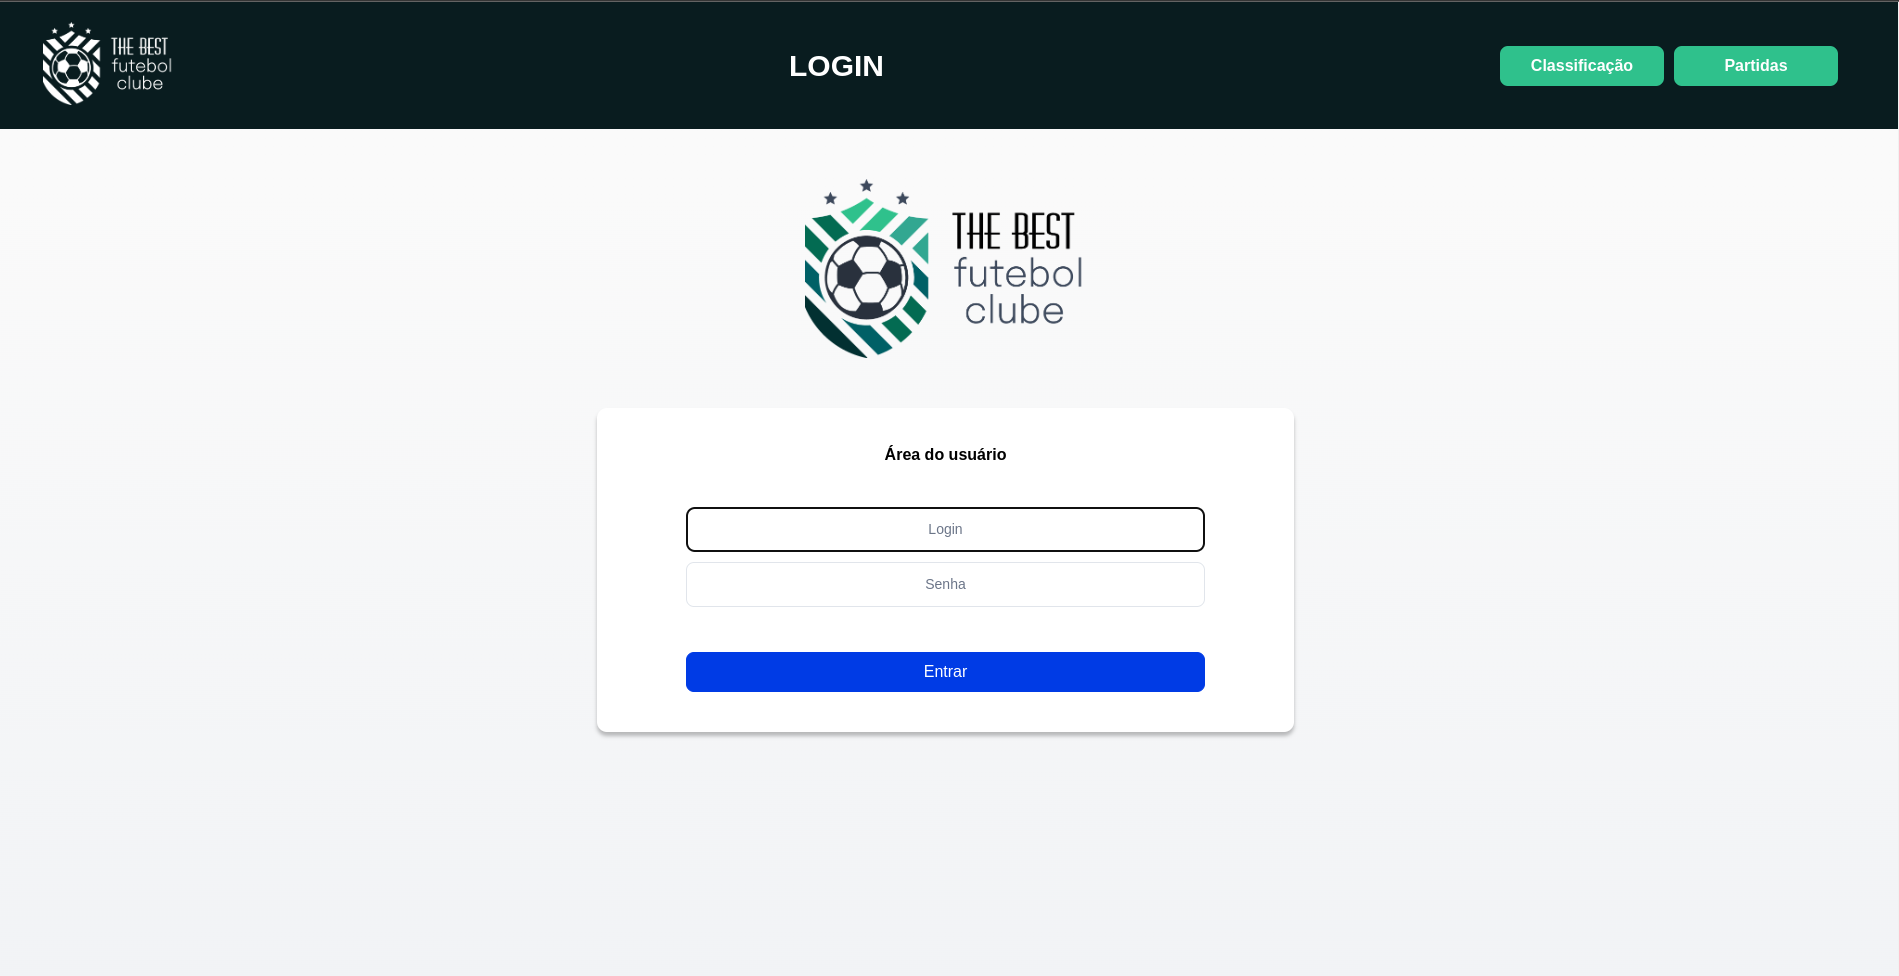 THE BEST
futebol
clube
LOGIN
Classificação
Partidas
THE BEST
futebol
clube
Área do usuário
Login
Senha
Entrar